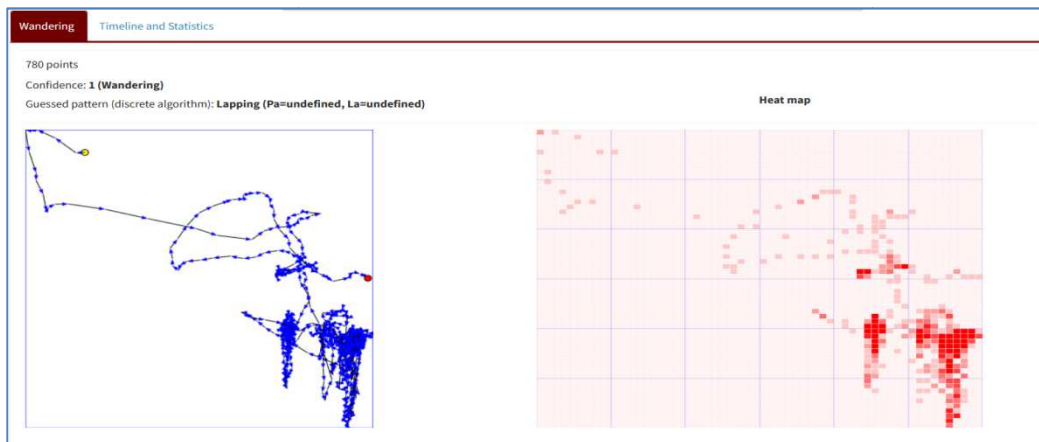 Wandering
Timeline and Statistics
780 points
Confidence: 1 (Wandering)
Guessed pattern (discrete algorithm): Lapping (Pa=undefined, La=undefined)
Heat map